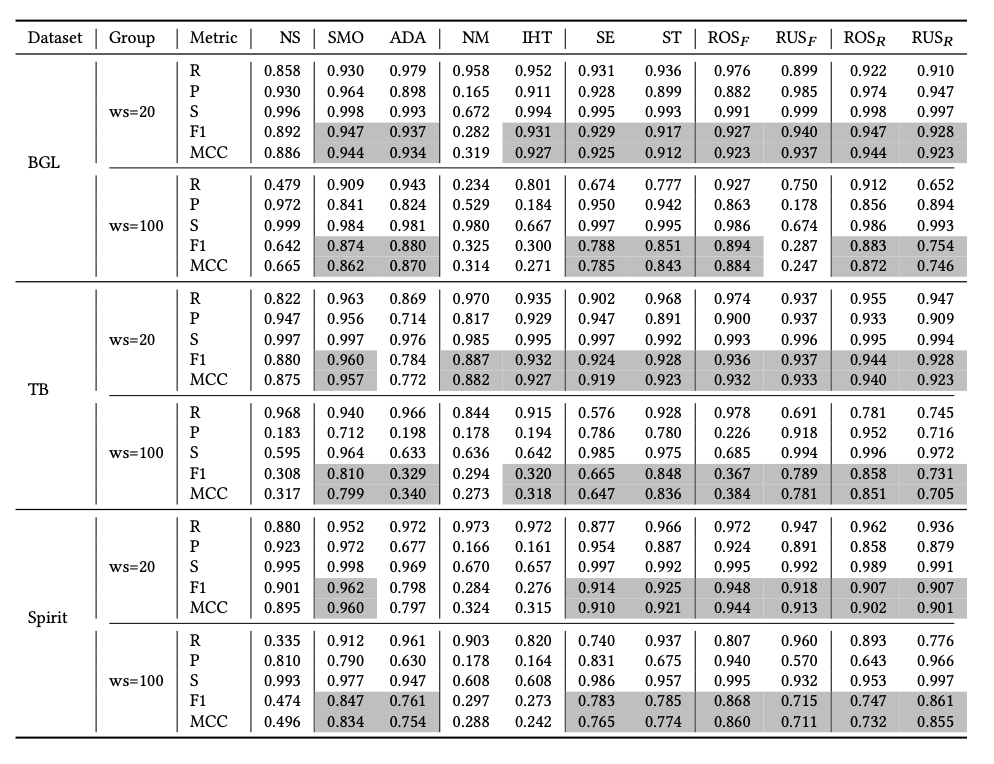 Dataset Group Metric NS SMO ADA NM IHT SE ST ROS_F RUS_F ROS_R RUS_R
BGL
ws=20
R 0.858 0.930 0.979 0.958 0.952 0.931 0.936 0.976 0.899 0.922 0.910
P 0.930 0.964 0.898 0.165 0.911 0.928 0.899 0.882 0.985 0.974 0.947
S 0.996 0.998 0.993 0.672 0.994 0.995 0.993 0.991 0.999 0.998 0.997
F1 0.892 0.947 0.937 0.282 0.931 0.929 0.917 0.927 0.940 0.947 0.928
MCC 0.886 0.944 0.934 0.319 0.927 0.925 0.912 0.923 0.937 0.944 0.923
ws=100
R 0.479 0.909 0.943 0.234 0.801 0.674 0.777 0.927 0.750 0.912 0.652
P 0.972 0.841 0.824 0.529 0.184 0.950 0.942 0.863 0.178 0.856 0.894
S 0.999 0.984 0.981 0.980 0.667 0.997 0.995 0.986 0.674 0.986 0.993
F1 0.642 0.874 0.880 0.325 0.300 0.788 0.851 0.894 0.287 0.883 0.754
MCC 0.665 0.862 0.870 0.314 0.271 0.785 0.843 0.884 0.247 0.872 0.746
TB
ws=20
R 0.822 0.963 0.869 0.970 0.935 0.902 0.968 0.974 0.937 0.955 0.947
P 0.947 0.956 0.714 0.817 0.929 0.947 0.891 0.900 0.937 0.933 0.909
S 0.997 0.997 0.976 0.985 0.995 0.997 0.992 0.993 0.996 0.995 0.994
F1 0.880 0.960 0.784 0.887 0.932 0.924 0.928 0.936 0.937 0.944 0.928
MCC 0.875 0.957 0.772 0.882 0.927 0.919 0.923 0.932 0.933 0.940 0.923
ws=100
R 0.968 0.940 0.966 0.844 0.915 0.576 0.928 0.978 0.691 0.781 0.745
P 0.183 0.712 0.198 0.178 0.194 0.786 0.780 0.226 0.918 0.952 0.716
S 0.595 0.964 0.633 0.636 0.642 0.985 0.975 0.685 0.994 0.996 0.972
F1 0.308 0.810 0.329 0.294 0.320 0.665 0.848 0.367 0.789 0.858 0.731
MCC 0.317 0.799 0.340 0.273 0.318 0.647 0.836 0.384 0.781 0.851 0.705
Spirit
ws=20
R 0.880 0.952 0.972 0.973 0.972 0.877 0.966 0.972 0.947 0.962 0.936
P 0.923 0.972 0.677 0.166 0.161 0.954 0.887 0.924 0.891 0.858 0.879
S 0.995 0.998 0.969 0.670 0.657 0.997 0.992 0.995 0.992 0.989 0.991
F1 0.901 0.962 0.798 0.284 0.276 0.914 0.925 0.948 0.918 0.907 0.907
MCC 0.895 0.960 0.797 0.324 0.315 0.910 0.921 0.944 0.913 0.902 0.901
ws=100
R 0.335 0.912 0.961 0.903 0.820 0.740 0.937 0.807 0.960 0.893 0.776
P 0.810 0.790 0.630 0.178 0.164 0.831 0.675 0.940 0.570 0.643 0.966
S 0.993 0.977 0.947 0.608 0.608 0.986 0.957 0.995 0.932 0.953 0.997
F1 0.474 0.847 0.761 0.297 0.273 0.783 0.785 0.868 0.715 0.747 0.861
MCC 0.496 0.834 0.754 0.288 0.242 0.765 0.774 0.860 0.711 0.732 0.855